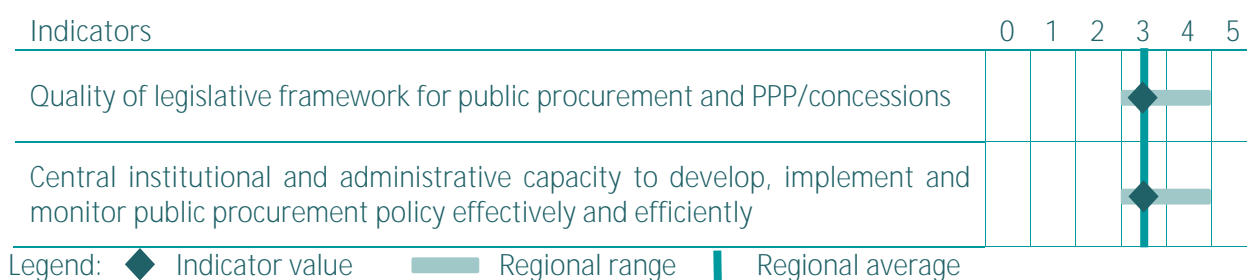 Indicators 0 1 2 3 4 5
Quality of legislative framework for public procurement and PPP/concessions
Central institutional and administrative capacity to develop, implement and
monitor public procurement policy effectively and efficiently
Legend: Indicator value Regional range Regional average